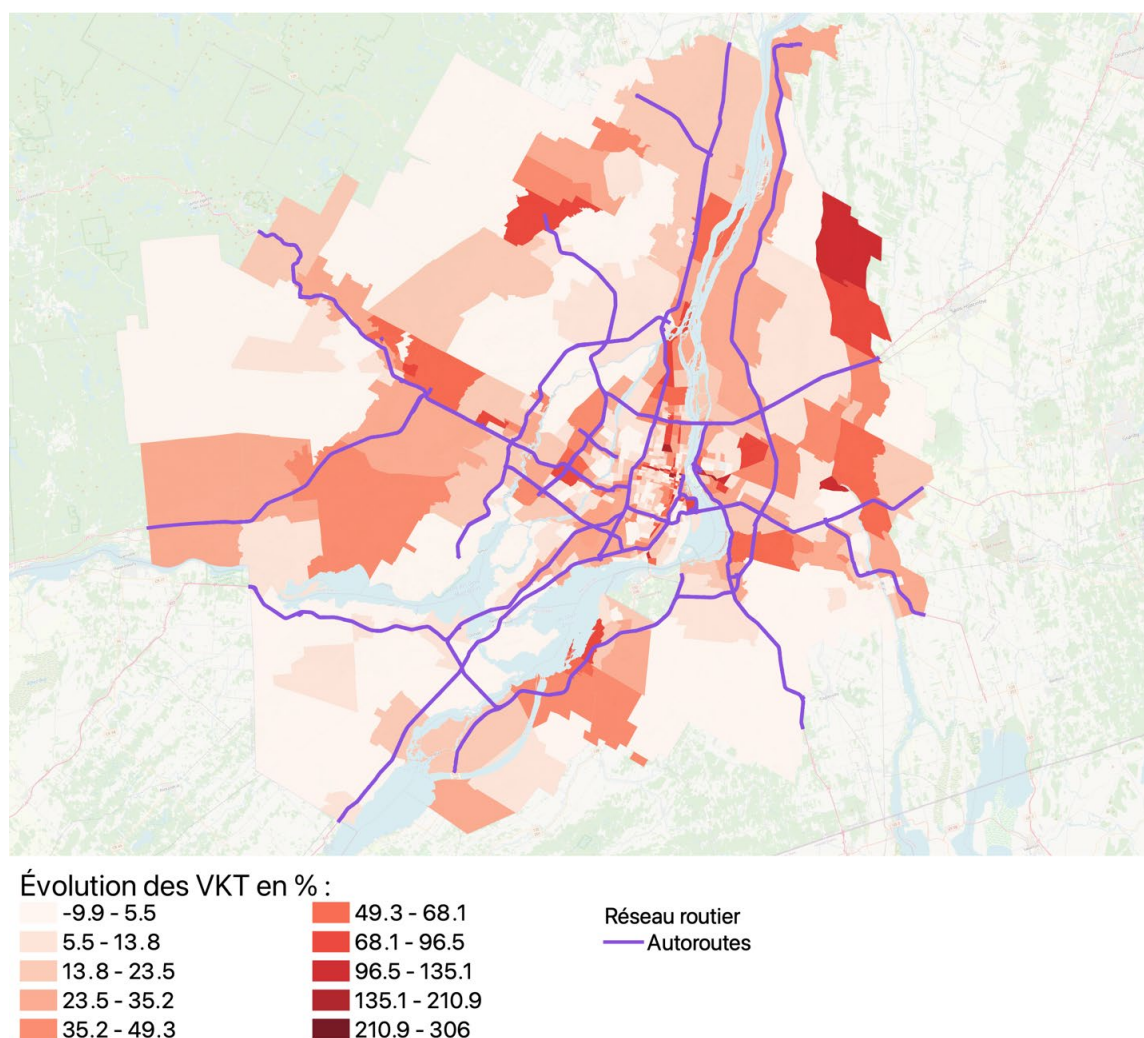 Évolution des VKT en % :
-9.9 - 5.5
5.5 - 13.8
13.8 - 23.5
23.5 - 35.2
35.2 - 49.3
49.3 - 68.1
68.1 - 96.5
96.5 - 135.1
135.1 - 210.9
210.9 - 306
Réseau routier
Autoroutes